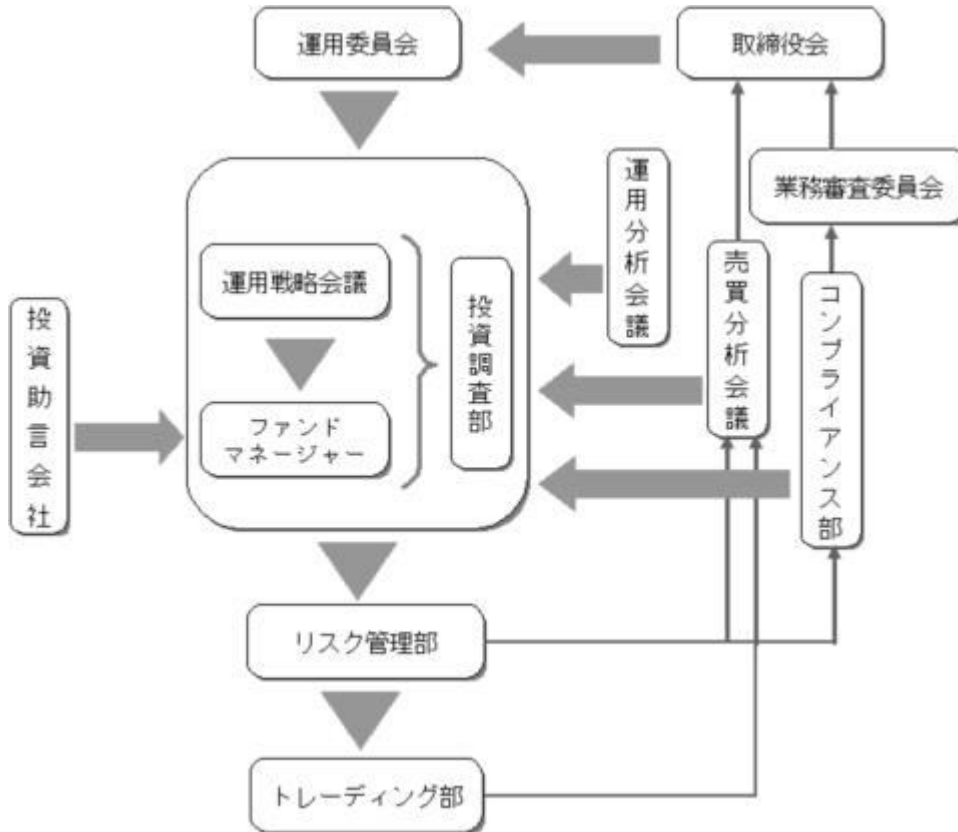 運用委員会
取締役会
業務審査委員会
運用分析会議
売買分析会議
コンプライアンス部
運用戦略会議
投資調査部
投資助言会社
ファンド
マネージャー
リスク管理部
トレーディング部